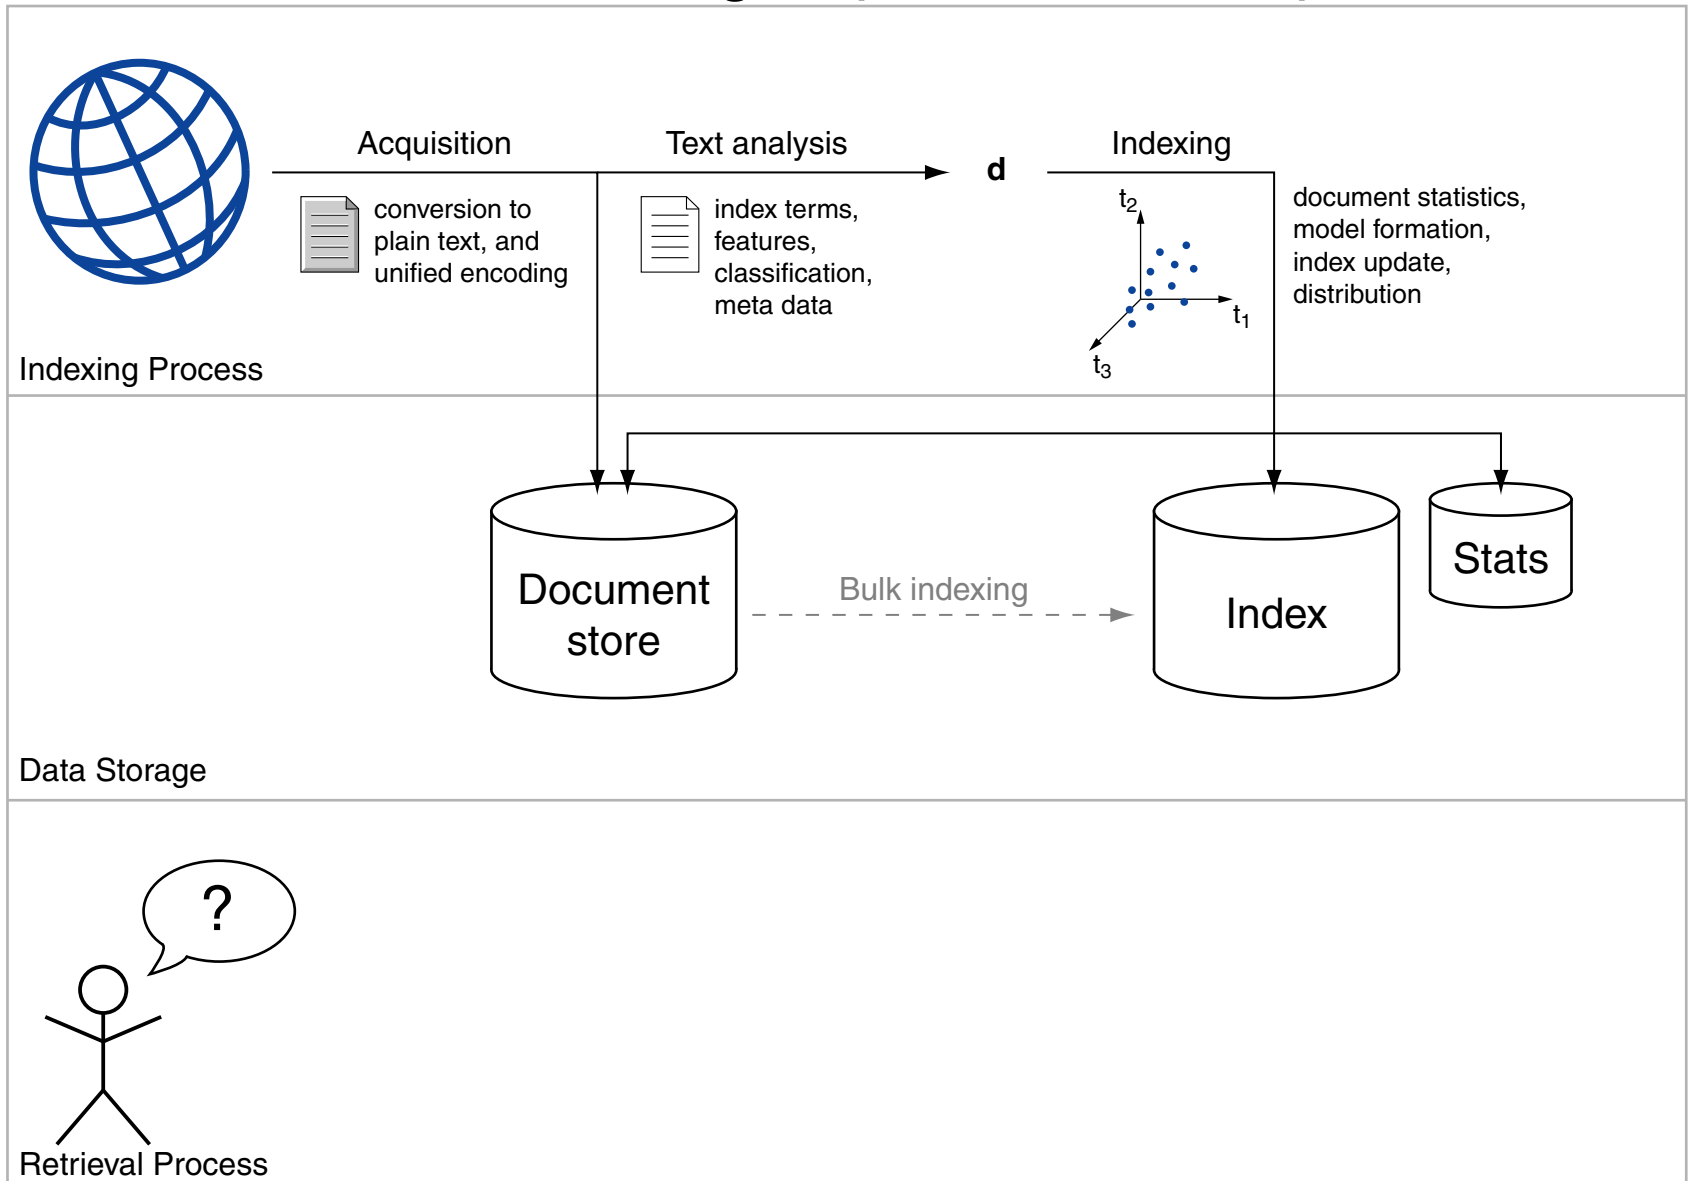 Acquisition
Text analysis
d
Indexing
conversion to
plain text, and
unified encoding
index terms,
features,
classification,
meta data
t2
t1
t3
document statistics,
model formation,
index update,
distribution
Indexing Process
Document
store
Bulk indexing
Index
Stats
Data Storage
?
Retrieval Process